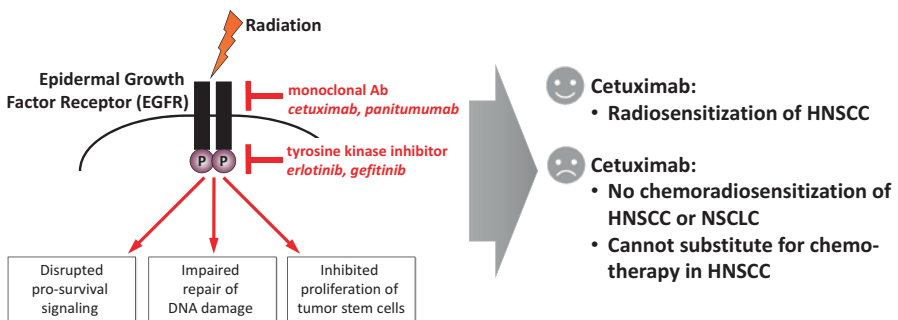 Radiation
Epidermal Growth
Factor Receptor (EGFR)
monoclonal Ab
cetuximab, panitumumab
tyrosine kinase inhibitor
erlotinib, gefitinib
P P
Disrupted
pro-survival
signaling
Impaired
repair of
DNA damage
Inhibited
proliferation of
tumor stem cells
Cetuximab:
• Radiosensitization of HNSCC
Cetuximab:
• No chemoradiosensitization of
HNSCC or NSCLC
• Cannot substitute for chemo-
therapy in HNSCC